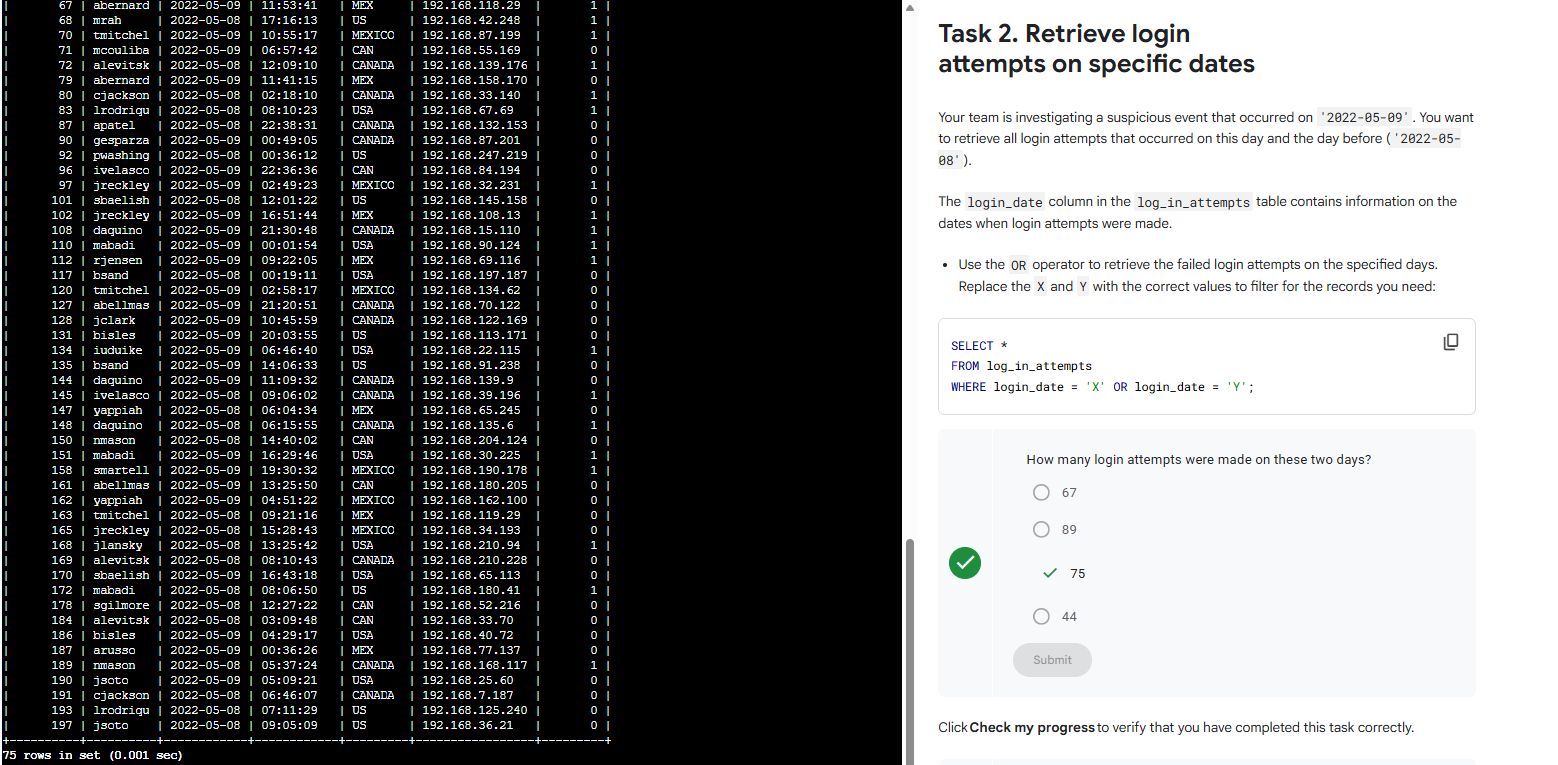 | 67 | abernard | 2022-05-09 | 11:53:41 | MEX | 192.168.118.29 | 1 |
| 68 | mrah | 2022-05-09 | 17:16:13 | US | 192.168.42.248 | 1 |
| 70 | tmitchel | 2022-05-09 | 10:55:17 | MEXICO | 192.168.87.199 | 1 |
| 71 | mcouliba | 2022-05-09 | 06:57:42 | CAN | 192.168.55.169 | 0 |
| 72 | alevitsk | 2022-05-08 | 12:09:10 | CANADA | 192.168.139.176 | 1 |
| 79 | abernard | 2022-05-09 | 11:41:15 | MEX | 192.168.158.170 | 0 |
| 80 | cjackson | 2022-05-08 | 02:18:10 | CANADA | 192.168.33.140 | 1 |
| 83 | lrodriqu | 2022-05-08 | 08:10:23 | USA | 192.168.67.69 | 1 |
| 87 | apatel | 2022-05-08 | 22:38:31 | CANADA | 192.168.132.153 | 0 |
| 90 | gesparza | 2022-05-09 | 00:49:05 | CANADA | 192.168.87.201 | 0 |
| 92 | pwashing | 2022-05-08 | 00:36:12 | US | 192.168.247.219 | 0 |
| 96 | ivelasco | 2022-05-09 | 22:36:36 | CAN | 192.168.84.194 | 0 |
| 97 | jreckley | 2022-05-09 | 02:49:23 | MEXICO | 192.168.32.231 | 1 |
| 101 | sbaelish | 2022-05-09 | 12:01:22 | US | 192.168.145.158 | 0 |
| 102 | jreckley | 2022-05-09 | 16:51:44 | MEX | 192.168.108.13 | 1 |
| 108 | daquino | 2022-05-08 | 21:30:48 | CANADA | 192.168.15.110 | 1 |
| 110 | mabadi | 2022-05-09 | 00:01:54 | USA | 192.168.90.124 | 1 |
| 112 | rjensen | 2022-05-08 | 09:22:05 | MEX | 192.168.69.116 | 1 |
| 117 | bsand | 2022-05-08 | 00:19:11 | USA | 192.168.197.187 | 0 |
| 120 | tmitchel | 2022-05-09 | 02:58:17 | MEXICO | 192.168.134.62 | 0 |
| 127 | abellmas | 2022-05-09 | 21:20:51 | CANADA | 192.168.70.122 | 0 |
| 128 | jclark | 2022-05-09 | 10:45:59 | CANADA | 192.168.122.169 | 0 |
| 131 | bisles | 2022-05-09 | 20:03:55 | US | 192.168.113.171 | 0 |
| 134 | iuduike | 2022-05-09 | 06:46:40 | USA | 192.168.22.115 | 1 |
| 135 | bsand | 2022-05-09 | 14:06:33 | US | 192.168.91.238 | 0 |
| 144 | daquino | 2022-05-08 | 11:09:32 | CANADA | 192.168.139.9 | 0 |
| 145 | ivelasco | 2022-05-09 | 09:06:02 | CANADA | 192.168.39.196 | 1 |
| 147 | yappiah | 2022-05-09 | 06:04:34 | MEX | 192.168.65.245 | 0 |
| 148 | daquino | 2022-05-08 | 06:15:55 | CANADA | 192.168.135.6 | 1 |
| 150 | nmason | 2022-05-09 | 14:40:02 | CAN | 192.168.204.124 | 0 |
| 151 | mabadi | 2022-05-09 | 16:29:46 | USA | 192.168.30.225 | 1 |
| 158 | smartell | 2022-05-09 | 19:30:32 | MEXICO | 192.168.190.178 | 1 |
| 161 | abellmas | 2022-05-09 | 13:25:50 | CAN | 192.168.180.205 | 0 |
| 162 | yappiah | 2022-05-09 | 04:51:22 | MEXICO | 192.168.162.100 | 0 |
| 163 | tmitchel | 2022-05-08 | 09:21:16 | MEX | 192.168.119.29 | 0 |
| 165 | jreckley | 2022-05-09 | 15:28:43 | MEXICO | 192.168.34.193 | 0 |
| 168 | jlansky | 2022-05-09 | 13:25:42 | USA | 192.168.210.94 | 1 |
| 169 | alevitsk | 2022-05-08 | 08:10:43 | CANADA | 192.168.210.228 | 0 |
| 170 | sbaelish | 2022-05-09 | 16:43:18 | USA | 192.168.65.113 | 0 |
| 172 | mabadi | 2022-05-08 | 08:06:50 | US | 192.168.180.41 | 1 |
| 178 | sgilmore | 2022-05-08 | 12:27:22 | CAN | 192.168.52.216 | 0 |
| 184 | alevitsk | 2022-05-08 | 03:09:48 | CAN | 192.168.33.70 | 0 |
| 186 | bisles | 2022-05-09 | 04:29:17 | USA | 192.168.40.72 | 0 |
| 187 | arusso | 2022-05-09 | 00:36:26 | MEX | 192.168.77.137 | 0 |
| 189 | nmason | 2022-05-08 | 05:37:24 | CANADA | 192.168.168.117 | 1 |
| 190 | jsoto | 2022-05-09 | 05:09:21 | USA | 192.168.25.60 | 0 |
| 191 | cjackson | 2022-05-08 | 06:46:07 | CANADA | 192.168.7.187 | 0 |
| 193 | lrodriqu | 2022-05-08 | 07:11:29 | US | 192.168.125.240 | 0 |
| 197 | jsoto | 2022-05-08 | 09:05:09 | US | 192.168.36.21 | 0 |
75 rows in set (0.001 sec)
Task 2. Retrieve login
attempts on specific dates
Your team is investigating a suspicious event that occurred on '2022-05-09'. You want
to retrieve all login attempts that occurred on this day and the day before ('2022-05-
08').
The login_date column in the log_in_attempts table contains information on the
dates when login attempts were made.
• Use the OR operator to retrieve the failed login attempts on the specified days.
Replace the X and Y with the correct values to filter for the records you need:
SELECT *
FROM log_in_attempts
WHERE login_date = 'X' OR login_date = 'Y';
How many login attempts were made on these two days?
67
89
75
44
Submit
Click Check my progress to verify that you have completed this task correctly.